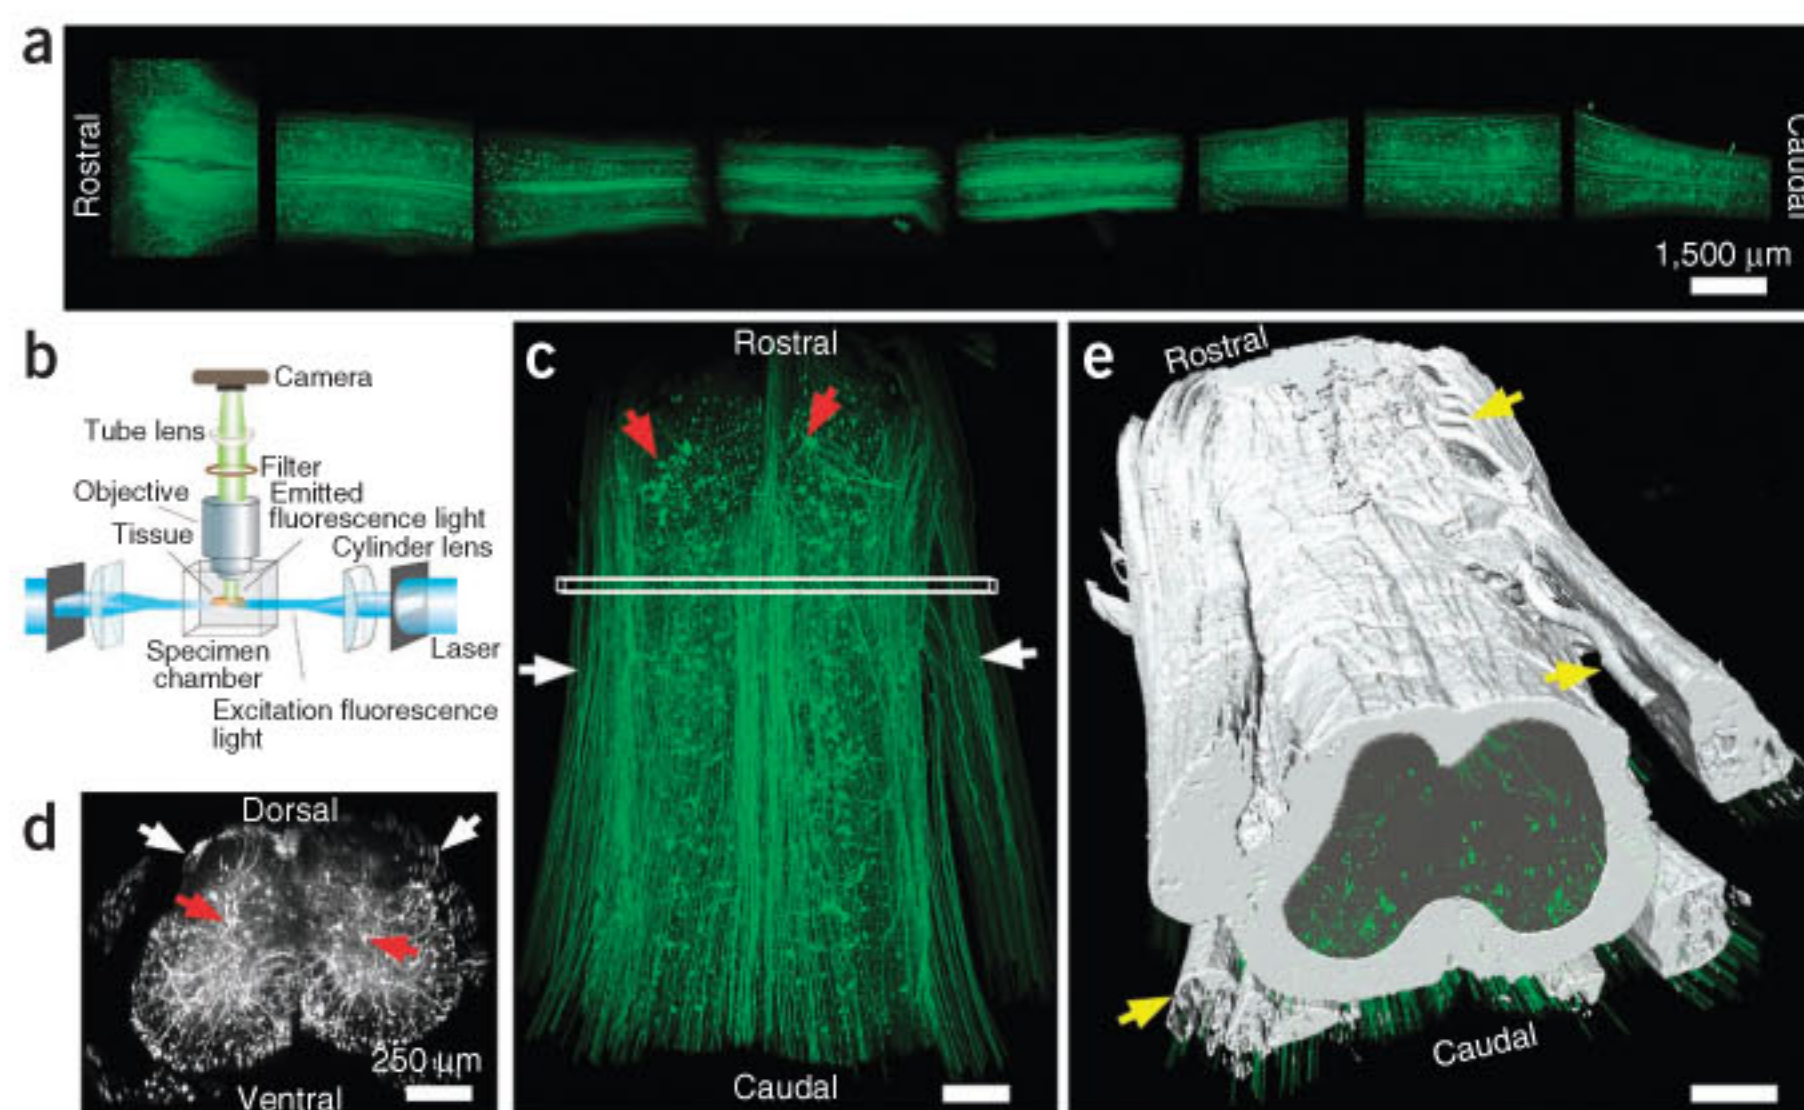 a
Rostral
Caudal
1,500 µm
b
Camera
Tube lens
Filter
Objective
Emitted
fluorescence light
Tissue
Cylinder lens
Specimen
chamber
Laser
Excitation fluorescence
light
c
Rostral
Caudal
d
Dorsal
250 µm
Ventral
e
Rostral
Caudal